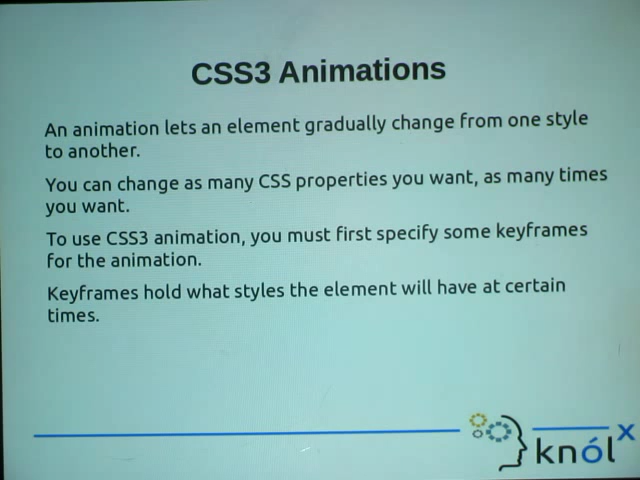 CSS3 Animations
An animation lets an element gradually change from one style
to another.
You can change as many CSS properties you want, as many times
you want.
To use CSS3 animation, you must first specify some keyframes
for the animation.
Keyframes hold what styles the element will have at certain
times.
knólx